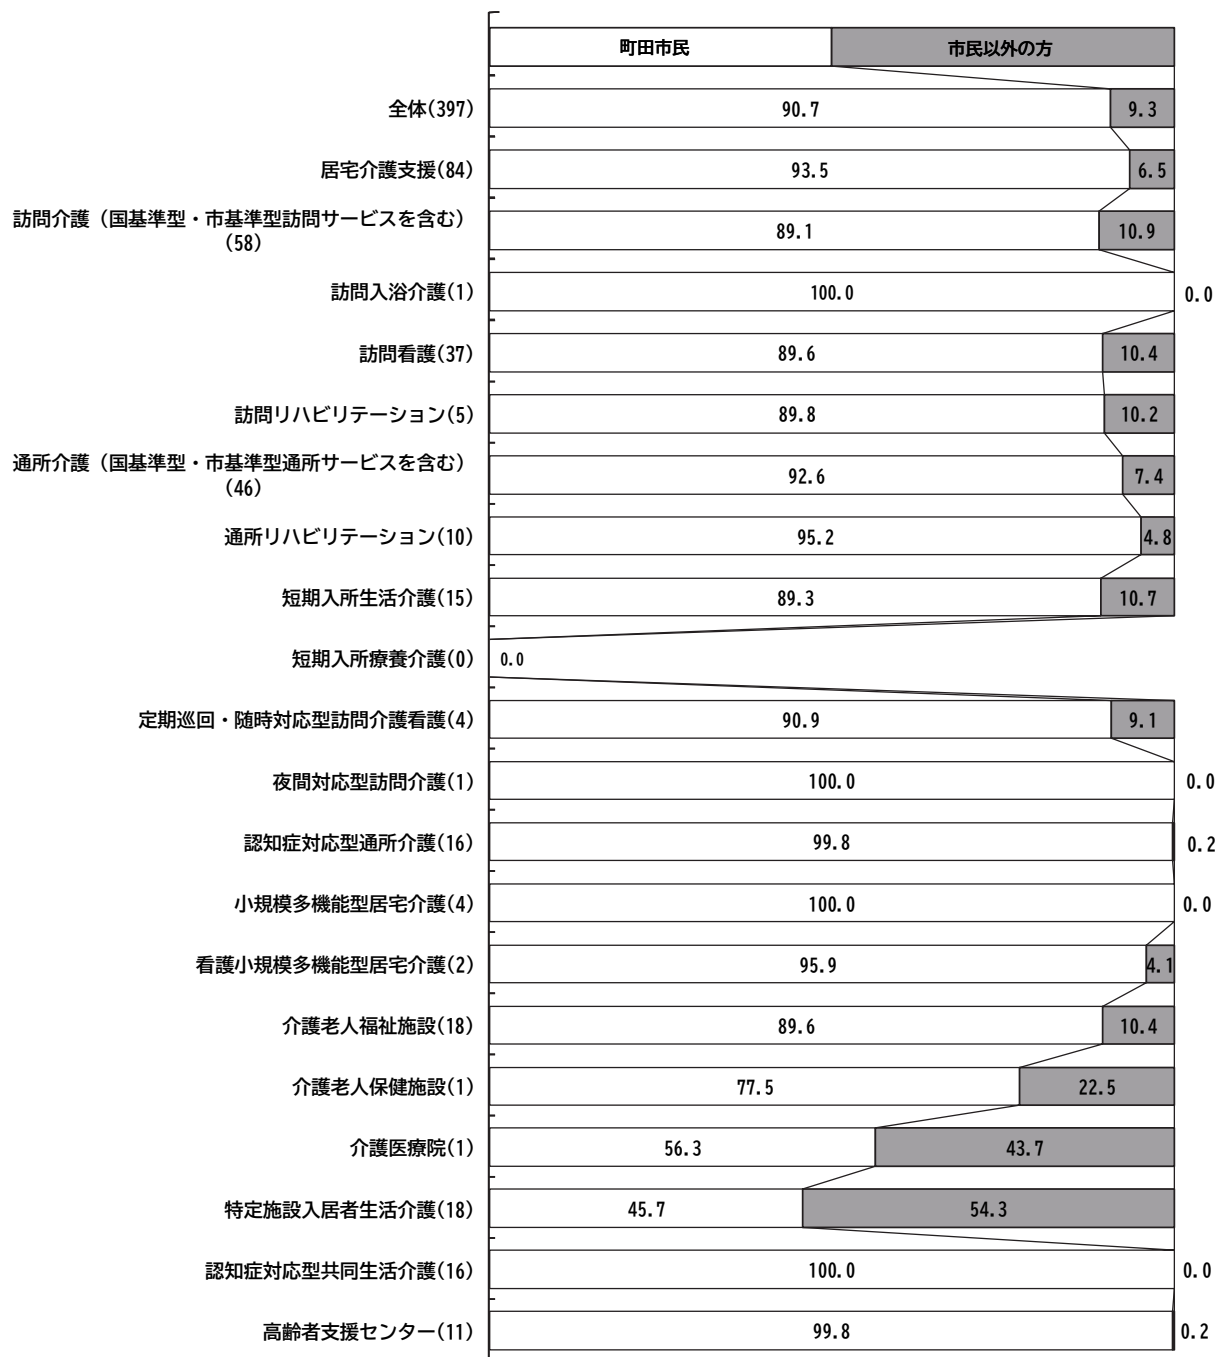 町田市民 市民以外の方
全体(397) 90.7 9.3
居宅介護支援(84) 93.5 6.5
訪問介護（国基準型・市基準型訪問サービスを含む）
(58) 89.1 10.9
訪問入浴介護(1) 100.0 0.0
訪問看護(37) 89.6 10.4
訪問リハビリテーション(5) 89.8 10.2
通所介護（国基準型・市基準型通所サービスを含む）
(46) 92.6 7.4
通所リハビリテーション(10) 95.2 4.8
短期入所生活介護(15) 89.3 10.7
短期入所療養介護(0) 0.0
定期巡回・随時対応型訪問介護看護(4) 90.9 9.1
夜間対応型訪問介護(1) 100.0 0.0
認知症対応型通所介護(16) 99.8 0.2
小規模多機能型居宅介護(4) 100.0 0.0
看護小規模多機能型居宅介護(2) 95.9 4.1
介護老人福祉施設(18) 89.6 10.4
介護老人保健施設(1) 77.5 22.5
介護医療院(1) 56.3 43.7
特定施設入居者生活介護(18) 45.7 54.3
認知症対応型共同生活介護(16) 100.0 0.0
高齢者支援センター(11) 99.8 0.2